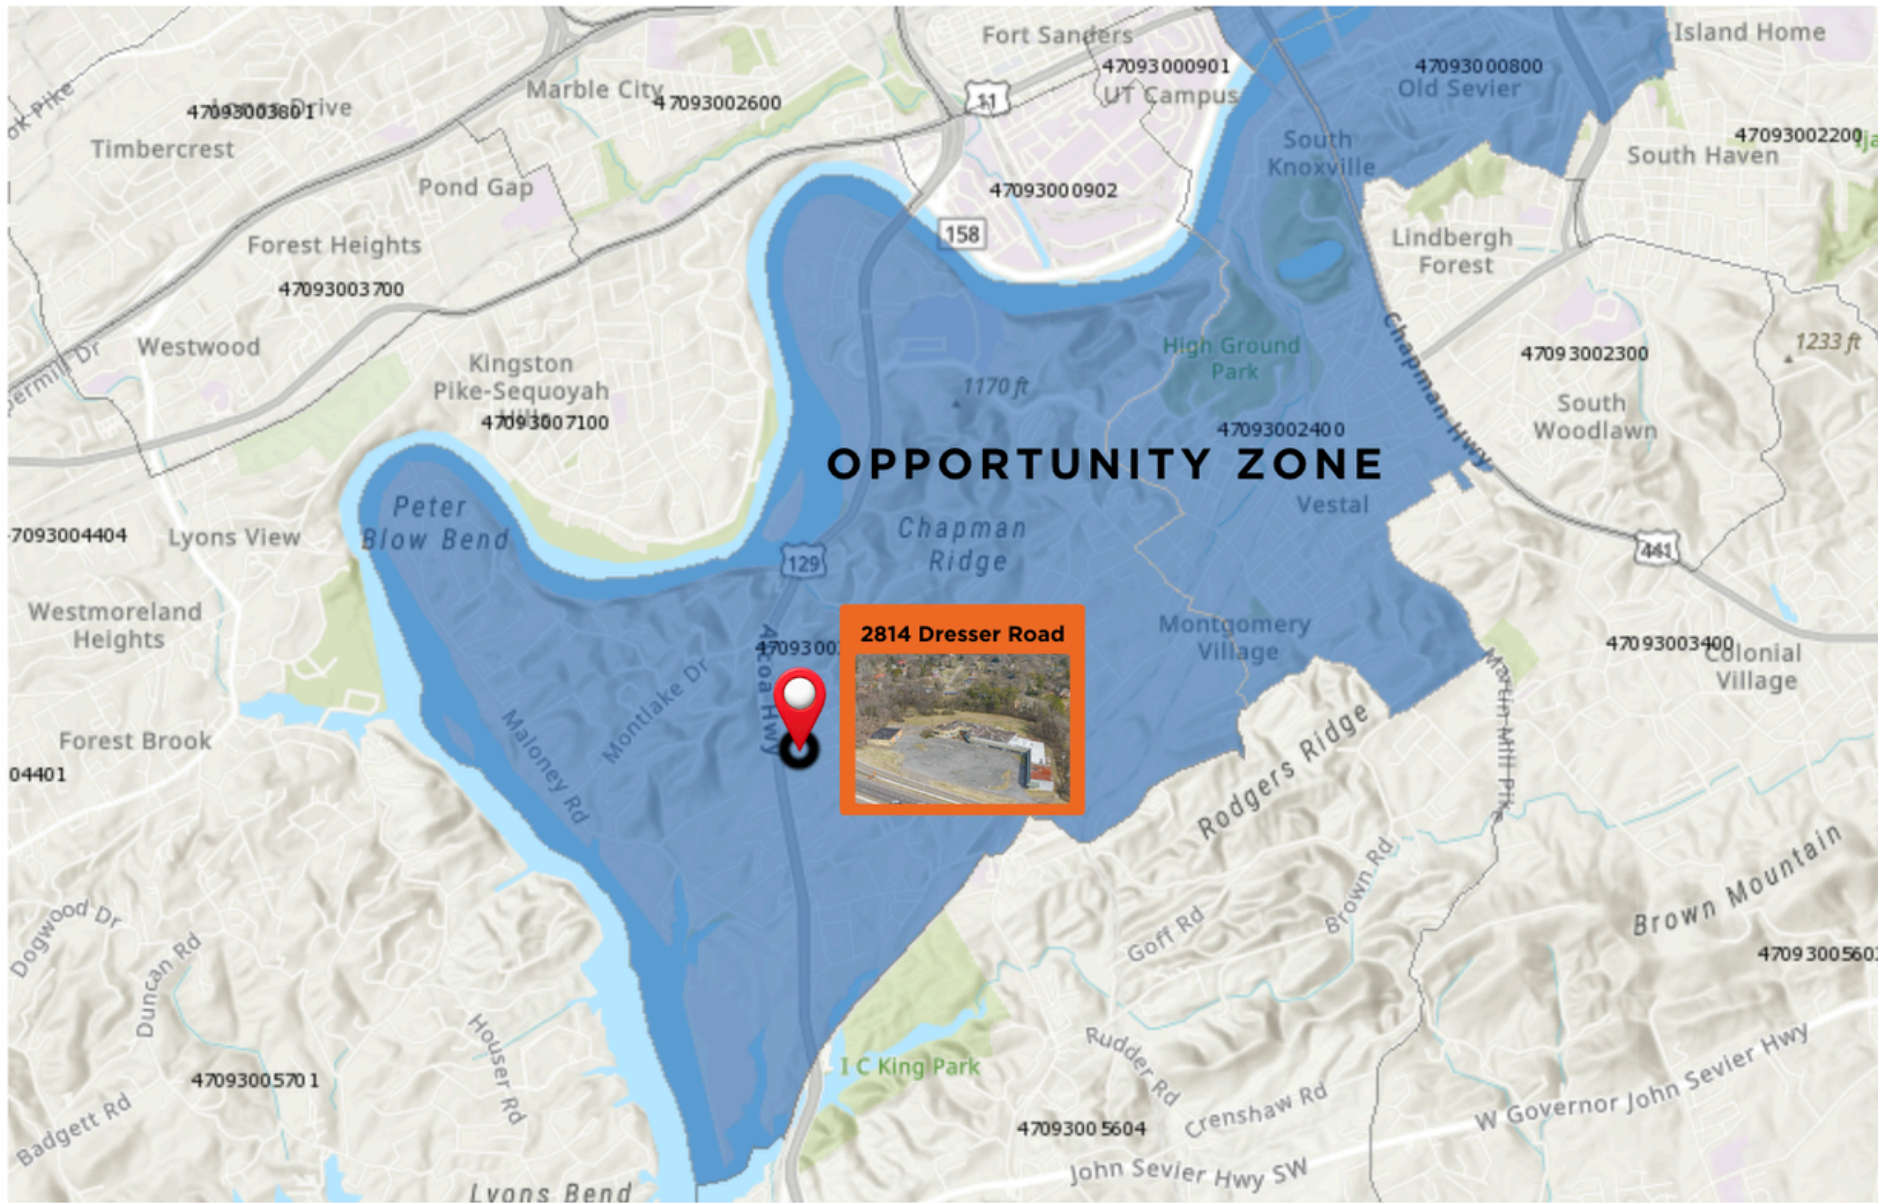 Fort Sanders
Island Home
47093000901
47093000800
UT Campus
Old Sevier
11
Marble City
47093002600
47093003801
Drive
Timbercrest
47093002200
South Haven
South
Knoxville
Pond Gap
47093000902
158
Forest Heights
Lindbergh
Forest
47093003700
Westwood
Kingston
Pike-Sequoyah
Hills
47093007100
High Ground
Park
1233 ft
47093002300
1170 ft
South
Woodlawn
Chapman Hwy
47093002400
OPPORTUNITY ZONE
Vestal
Peter
Blow Bend
Chapman
Ridge
7093004404
Lyons View
129
441
Westmoreland
Heights
Montgomery
Village
2814 Dresser Road
47093003400
Colonial
Village
Alcoa Hwy
Montlake Dr
Maloney Rd
Martin Mill Pike
Forest Brook
04401
Rodgers Ridge
Brown Rd
Brown Mountain
Goff Rd
Dogwood Dr
Duncan Rd
Houser Rd
I C King Park
Rudder Rd
Crenshaw Rd
W Governor John Sevier Hwy
47093005701
Badgett Rd
47093005604
John Sevier Hwy SW
Lyons Bend